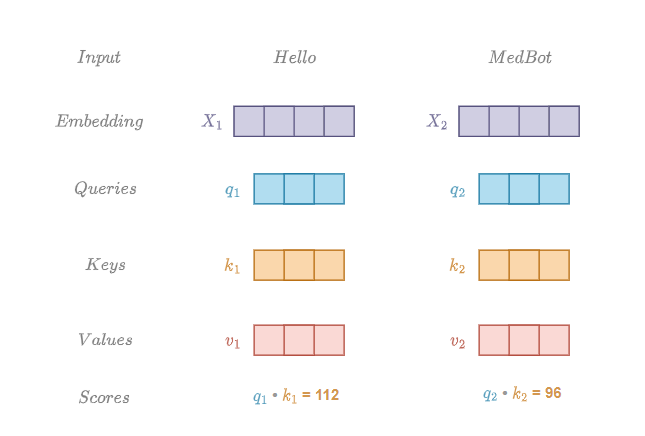 Input Hello MedBot
Embedding X₁ X₂
Queries q₁ q₂
Keys k₁ k₂
Values v₁ v₂
Scores q₁ • k₁ = 112 q₂ • k₂ = 96